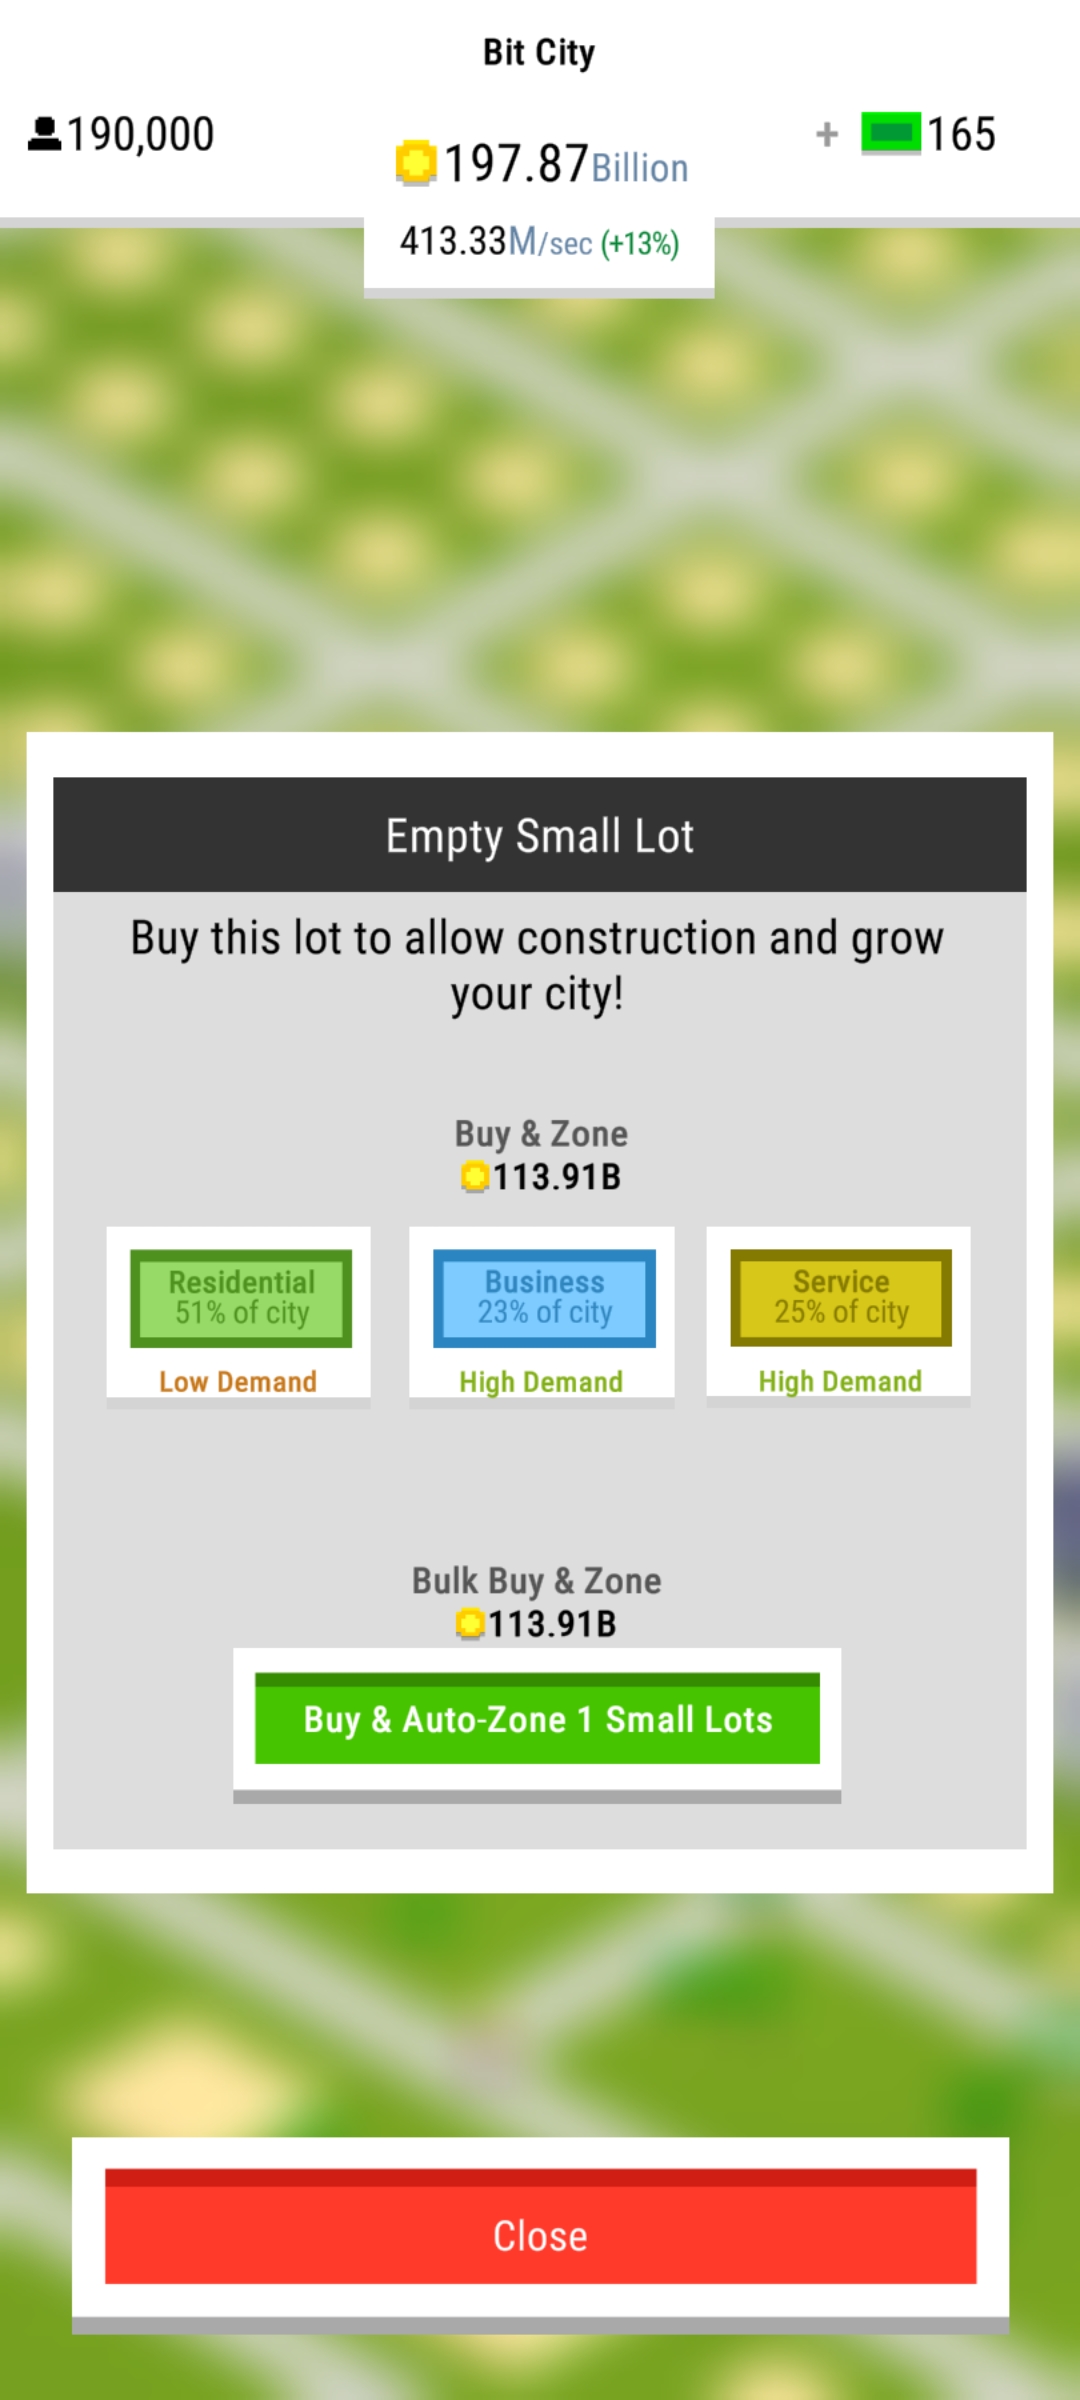 Bit City
190,000
197.87Billion
+ 165
413.33M/sec (+13%)
Empty Small Lot
Buy this lot to allow construction and grow
your city!
Buy & Zone
113.91B
Residential
51% of city
Low Demand
Business
23% of city
High Demand
Service
25% of city
High Demand
Bulk Buy & Zone
113.91B
Buy & Auto-Zone 1 Small Lots
Close